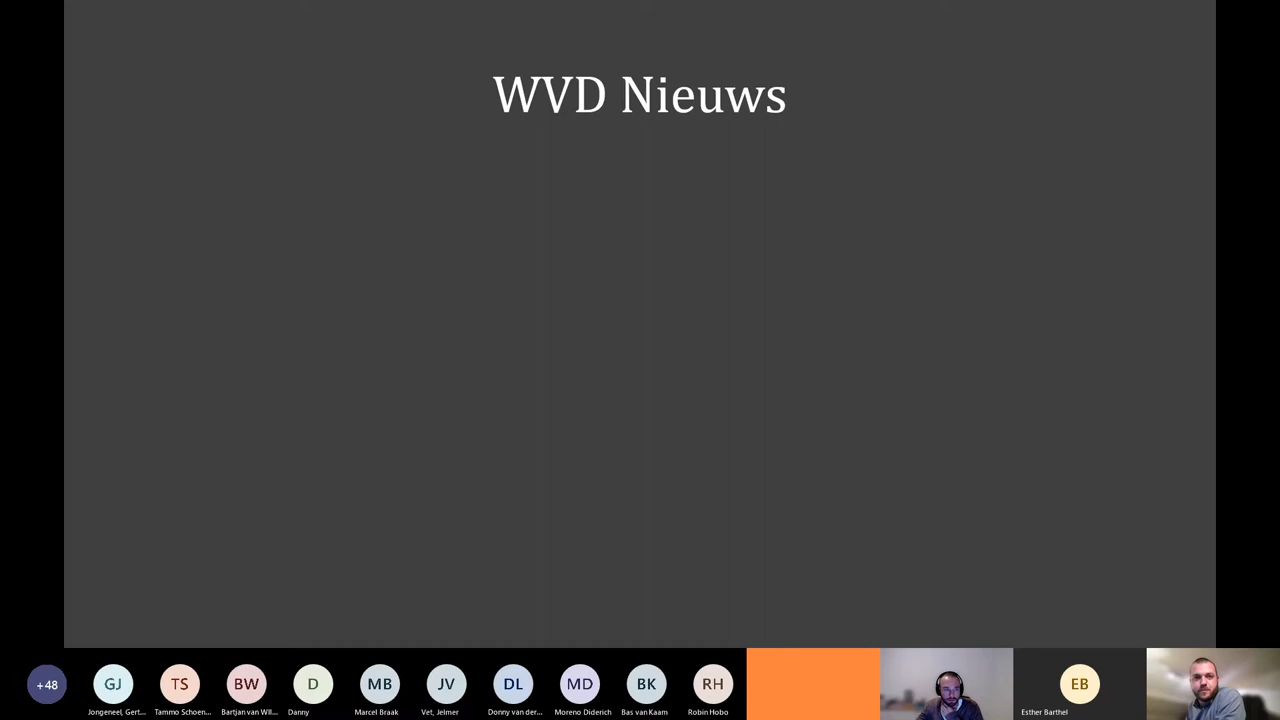 WVD Nieuws
+48
GJ
TS
BW
D
MB
JV
DL
MD
BK
RH
EB
Jongeneel, Gert...
Tammo Schoen...
Bartjan van Wil...
Danny
Marcel Braak
Vet, Jelmer
Donny van der...
Moreno Diderich
Bas van Kaam
Robin Hobo
Esther Barthel